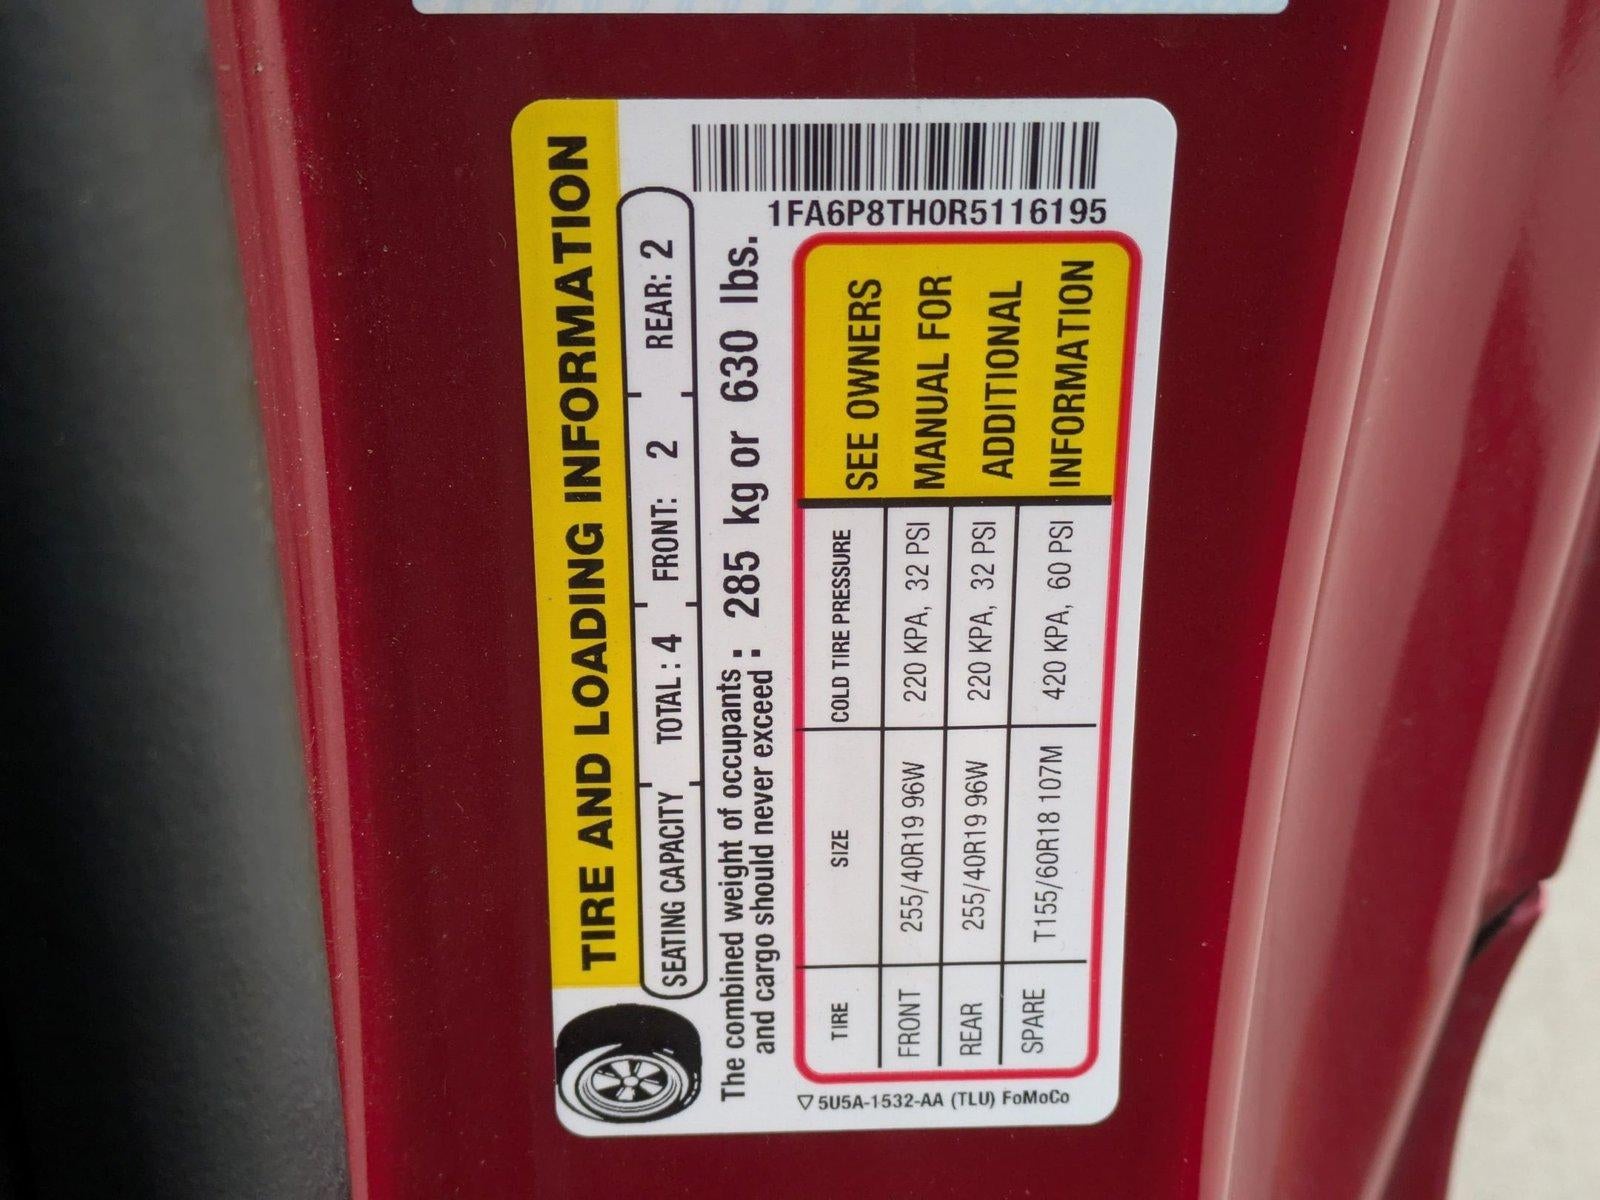 TIRE AND LOADING INFORMATION
SEATING CAPACITY TOTAL : 4 FRONT: 2 REAR: 2
The combined weight of occupants : 285 kg or 630 lbs.
and cargo should never exceed :
1FA6P8TH0R5116195
TIRE SIZE COLD TIRE PRESSURE
FRONT 255/40R19 96W 220 KPA, 32 PSI
REAR 255/40R19 96W 220 KPA, 32 PSI
SPARE T155/60R18 107M 420 KPA, 60 PSI
SEE OWNERS
MANUAL FOR
ADDITIONAL
INFORMATION
5U5A-1532-AA (TLU) FoMoCo